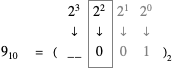 2³ 2² 2¹ 2⁰
↓ ↓ ↓ ↓
9₁₀ = ( __ 0 0 1 )₂